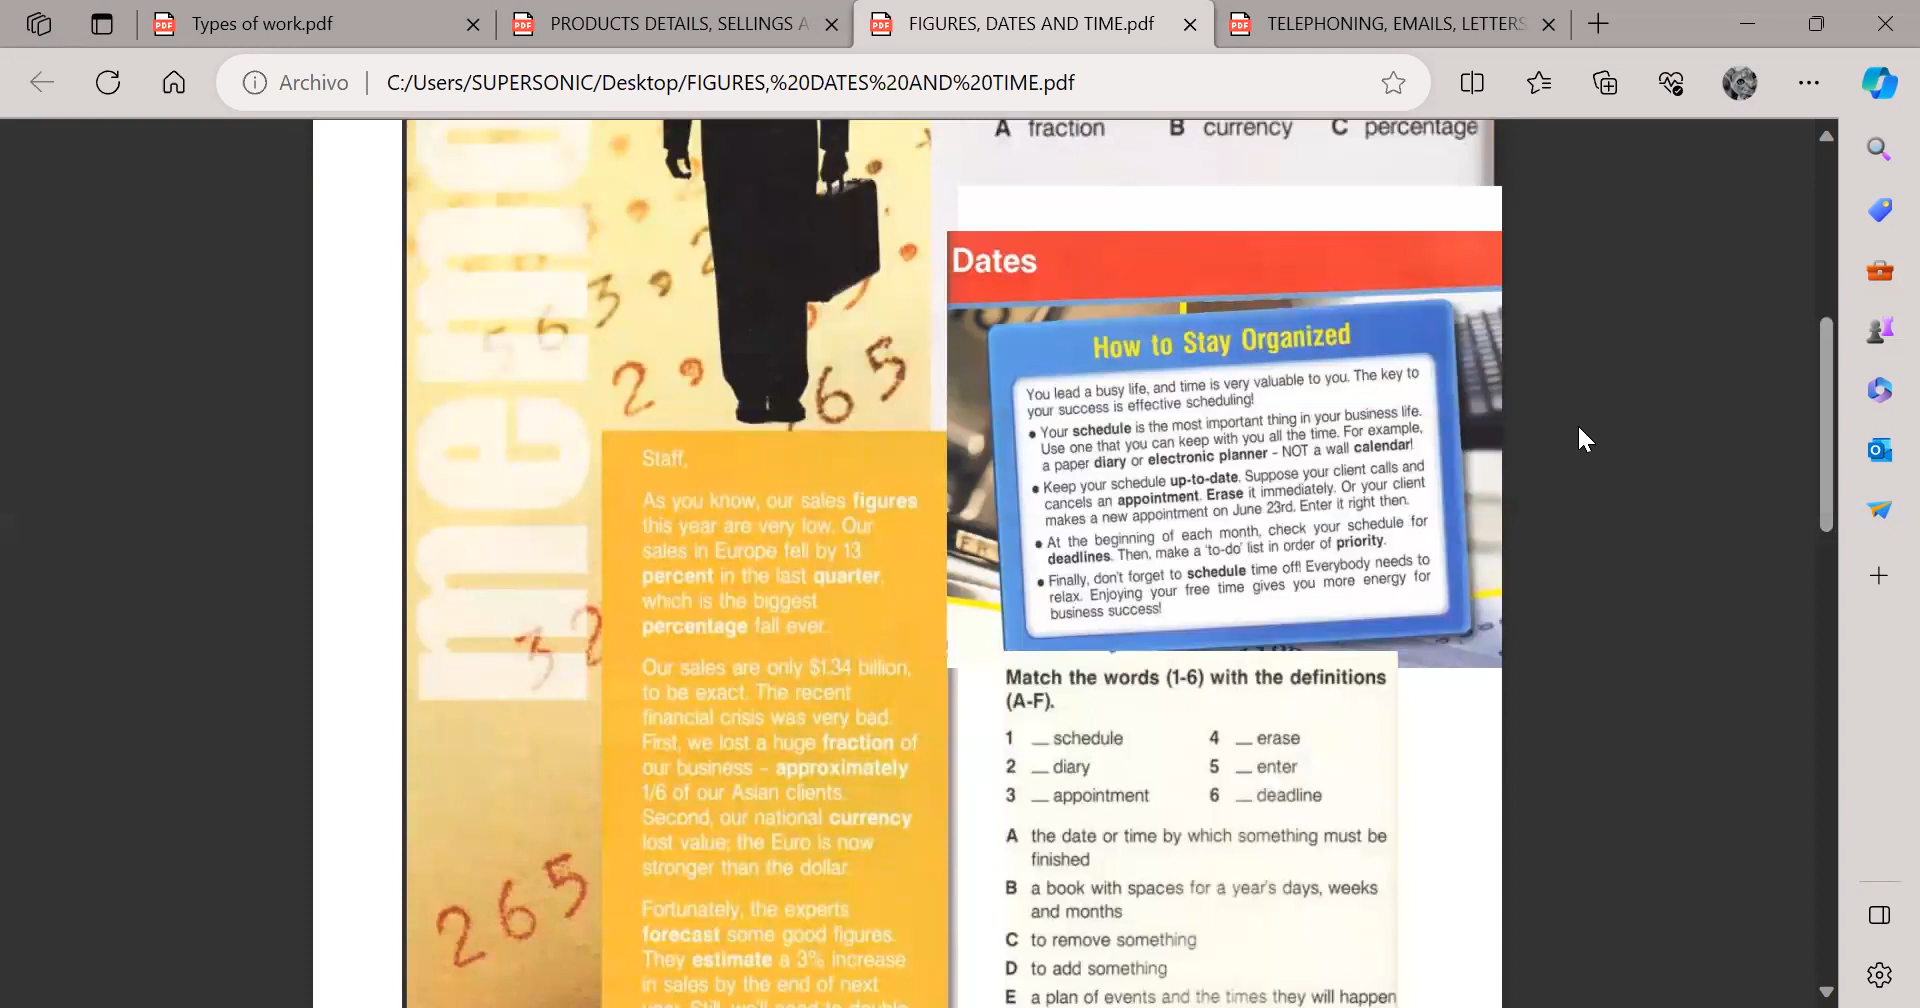 Types of work.pdf
PRODUCTS DETAILS, SELLINGS A
FIGURES, DATES AND TIME.pdf
TELEPHONING, EMAILS, LETTERS
Archivo
C:/Users/SUPERSONIC/Desktop/FIGURES,%20DATES%20AND%20TIME.pdf
A fraction B currency C percentage
memo
Staff,
As you know, our sales figures
this year are very low. Our
sales in Europe fell by 13
percent in the last quarter,
which is the biggest
percentage fall ever.
Our sales are only $1.34 billion,
to be exact. The recent
financial crisis was very bad.
First, we lost a huge fraction of
our business - approximately
1/6 of our Asian clients.
Second, our national currency
lost value; the Euro is now
stronger than the dollar.
Fortunately, the experts
forecast some good figures.
They estimate a 3% increase
in sales by the end of next
Dates
How to Stay Organized
You lead a busy life, and time is very valuable to you. The key to
your success is effective scheduling!
• Your schedule is the most important thing in your business life.
Use one that you can keep with you all the time. For example,
a paper diary or electronic planner - NOT a wall calendar!
• Keep your schedule up-to-date. Suppose your client calls and
cancels an appointment. Erase it immediately. Or your client
makes a new appointment on June 23rd. Enter it right then.
• At the beginning of each month, check your schedule for
deadlines. Then, make a 'to-do' list in order of priority.
• Finally, don't forget to schedule time off! Everybody needs to
relax. Enjoying your free time gives you more energy for
business success!
Match the words (1-6) with the definitions
(A-F).
1 __ schedule 4 __ erase
2 __ diary 5 __ enter
3 __ appointment 6 __ deadline
A the date or time by which something must be
finished
B a book with spaces for a year's days, weeks
and months
C to remove something
D to add something
E a plan of events and the times they will happen